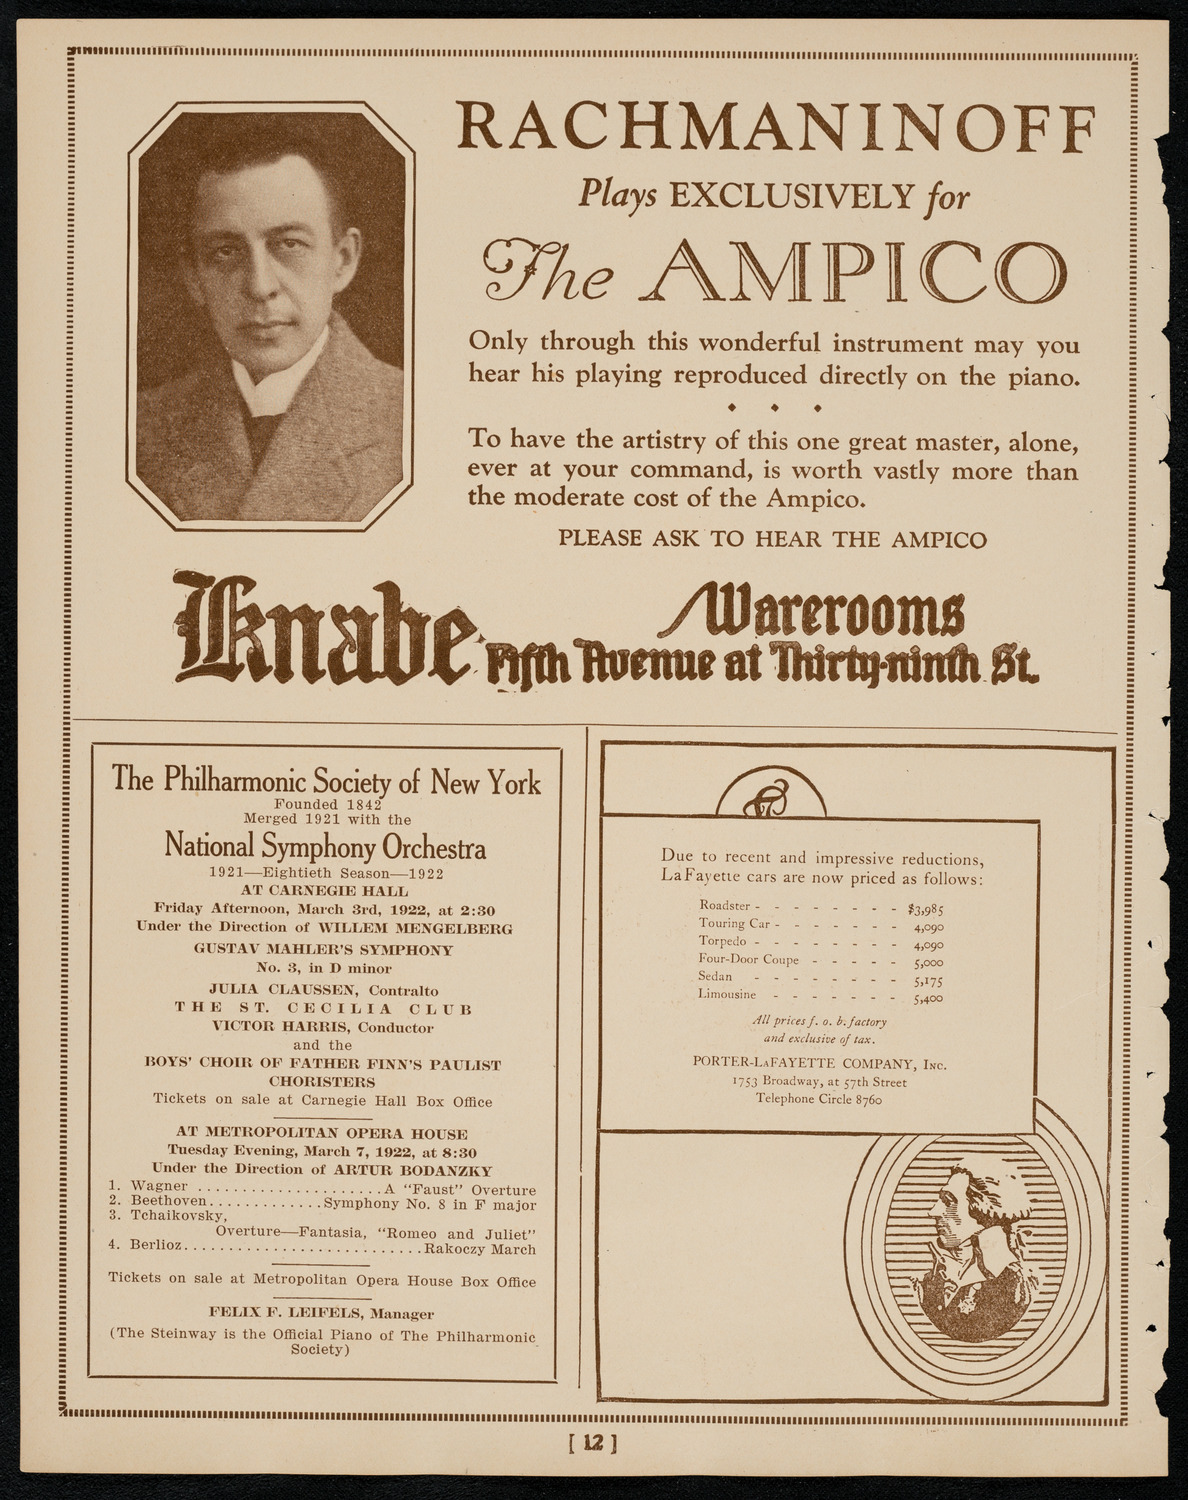 RACHMANINOFF
Plays EXCLUSIVELY for
The AMPICO
Only through this wonderful instrument may you
hear his playing reproduced directly on the piano.
To have the artistry of this one great master, alone,
ever at your command, is worth vastly more than
the moderate cost of the Ampico.
PLEASE ASK TO HEAR THE AMPICO
Knabe Warerooms
Fifth Avenue at Thirty-ninth St.
The Philharmonic Society of New York
Founded 1842
Merged 1921 with the
National Symphony Orchestra
1921—Eightieth Season—1922
AT CARNEGIE HALL
Friday Afternoon, March 3rd, 1922, at 2:30
Under the Direction of WILLEM MENGELBERG
GUSTAV MAHLER'S SYMPHONY
No. 3, in D minor
JULIA CLAUSSEN, Contralto
THE ST. CECILIA CLUB
VICTOR HARRIS, Conductor
and the
BOYS' CHOIR OF FATHER FINN'S PAULIST
CHORISTERS
Tickets on sale at Carnegie Hall Box Office
AT METROPOLITAN OPERA HOUSE
Tuesday Evening, March 7, 1922, at 8:30
Under the Direction of ARTUR BODANZKY
1. Wagner ....................A "Faust" Overture
2. Beethoven.............Symphony No. 8 in F major
3. Tchaikovsky,
Overture—Fantasia, "Romeo and Juliet"
4. Berlioz..........................Rakoczy March
Tickets on sale at Metropolitan Opera House Box Office
FELIX F. LEIFELS, Manager
(The Steinway is the Official Piano of The Philharmonic
Society)
Due to recent and impressive reductions,
LaFayette cars are now priced as follows:
Roadster - - - - - - - - $3,985
Touring Car - - - - - - - 4,090
Torpedo - - - - - - - - 4,090
Four-Door Coupe - - - - - 5,000
Sedan - - - - - - - - 5,175
Limousine - - - - - - - 5,400
All prices f. o. b. factory
and exclusive of tax.
PORTER-LAFAYETTE COMPANY, INC.
1753 Broadway, at 57th Street
Telephone Circle 8760
[ 12 ]